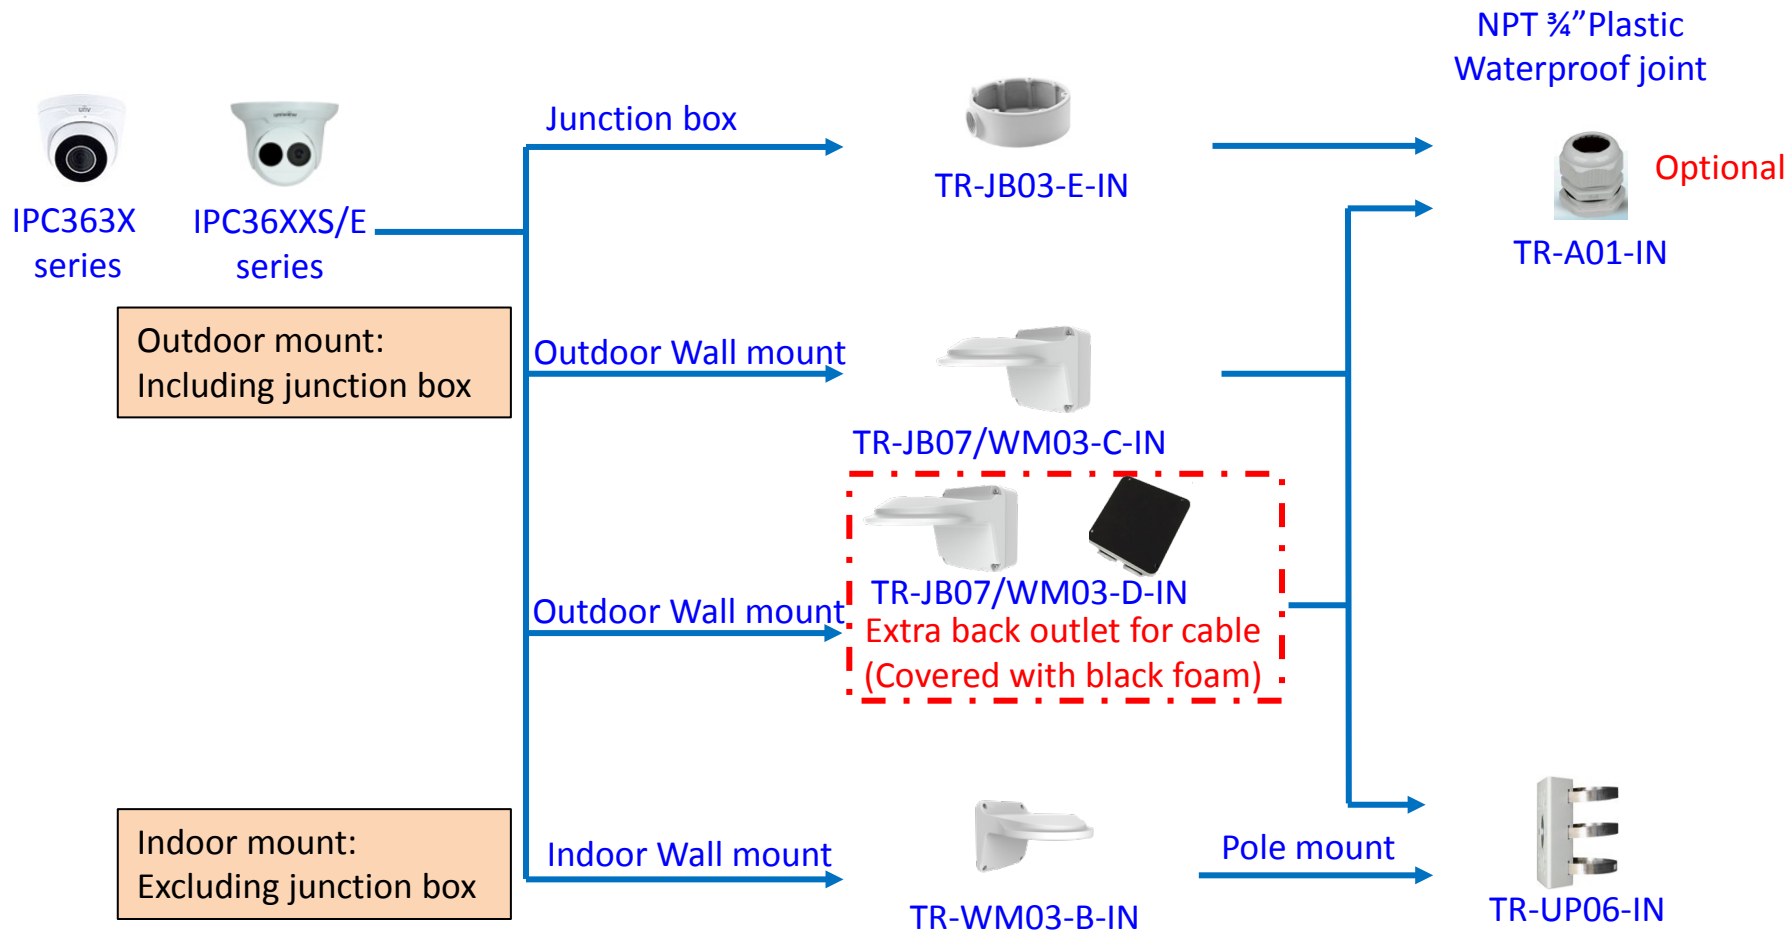 NPT ¾”Plastic
Waterproof joint
Junction box
TR-JB03-E-IN
Optional
TR-A01-IN
IPC363X
series
IPC36XXS/E
series
Outdoor mount:
Including junction box
Outdoor Wall mount
TR-JB07/WM03-C-IN
TR-JB07/WM03-D-IN
Outdoor Wall mount
Extra back outlet for cable
(Covered with black foam)
Indoor mount:
Excluding junction box
Indoor Wall mount
TR-WM03-B-IN
Pole mount
TR-UP06-IN